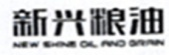 新兴粮油
NEW SHINE OIL AND GRAIN